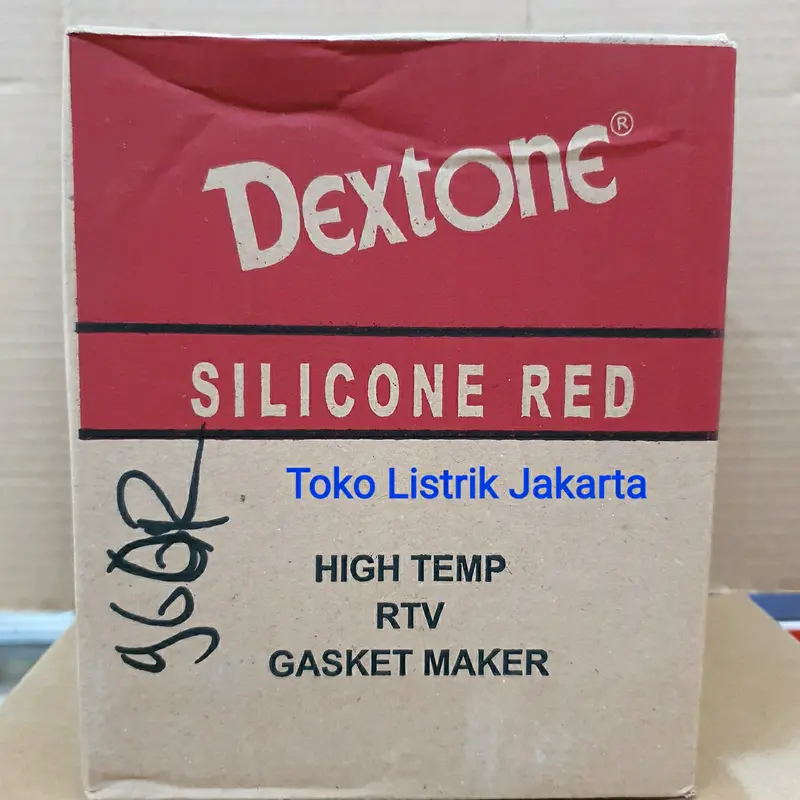 Dextone®
SILICONE RED
Toko Listrik Jakarta
HIGH TEMP
RTV
GASKET MAKER